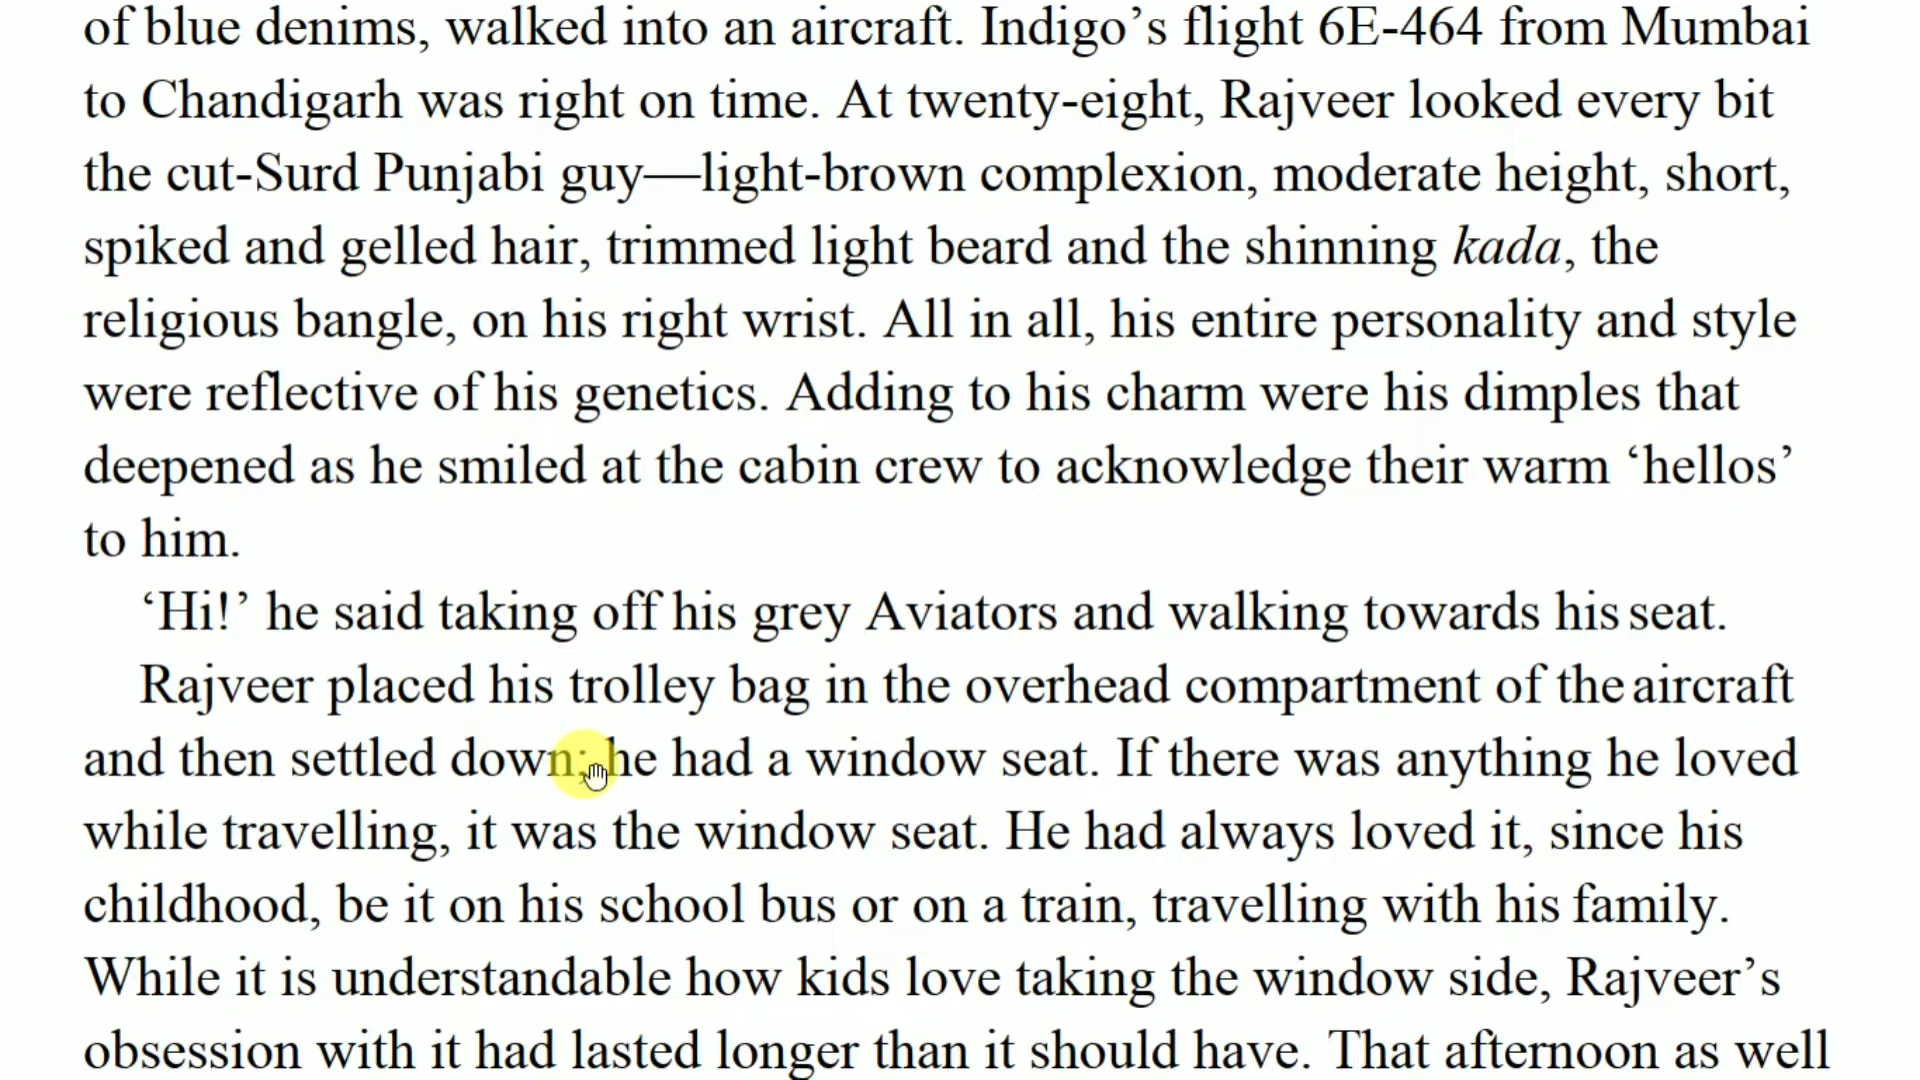 of blue denims, walked into an aircraft. Indigo’s flight 6E-464 from Mumbai
to Chandigarh was right on time. At twenty-eight, Rajveer looked every bit
the cut-Surd Punjabi guy—light-brown complexion, moderate height, short,
spiked and gelled hair, trimmed light beard and the shinning kada, the
religious bangle, on his right wrist. All in all, his entire personality and style
were reflective of his genetics. Adding to his charm were his dimples that
deepened as he smiled at the cabin crew to acknowledge their warm ‘hellos’
to him.
‘Hi!’ he said taking off his grey Aviators and walking towards his seat.
Rajveer placed his trolley bag in the overhead compartment of the aircraft
and then settled down; he had a window seat. If there was anything he loved
while travelling, it was the window seat. He had always loved it, since his
childhood, be it on his school bus or on a train, travelling with his family.
While it is understandable how kids love taking the window side, Rajveer’s
obsession with it had lasted longer than it should have. That afternoon as well